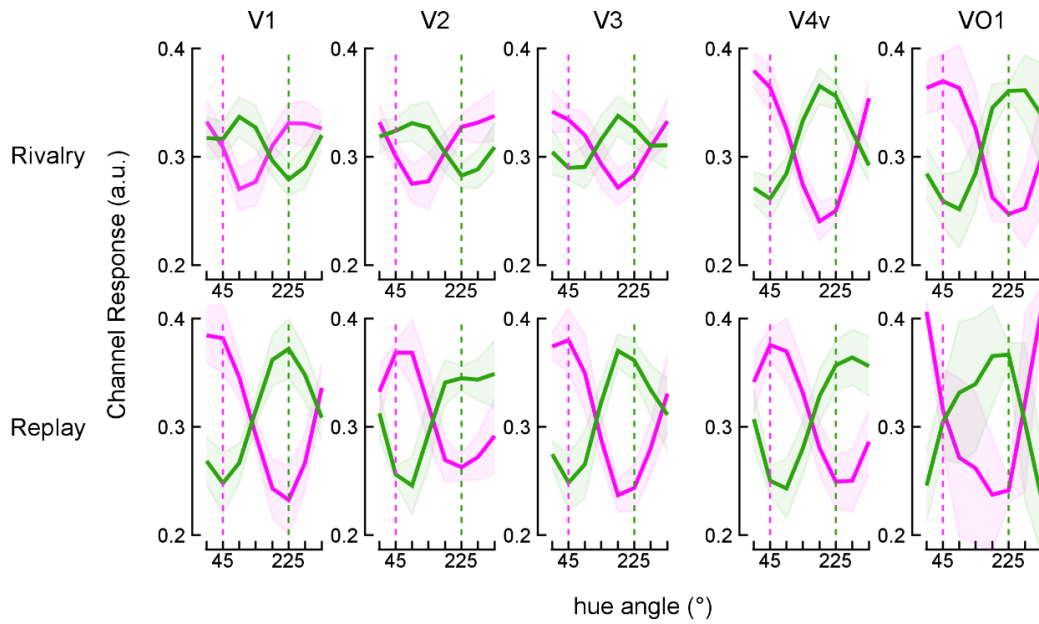 V1 V2 V3 V4v VO1
0.4 0.4 0.4 0.4 0.4
Rivalry
0.3 0.3 0.3 0.3 0.3
0.2 0.2 0.2 0.2 0.2
45 225 45 225 45 225 45 225 45 225
Channel Response (a.u.)
0.4 0.4 0.4 0.4 0.4
Replay
0.3 0.3 0.3 0.3 0.3
0.2 0.2 0.2 0.2 0.2
45 225 45 225 45 225 45 225 45 225
hue angle (°)